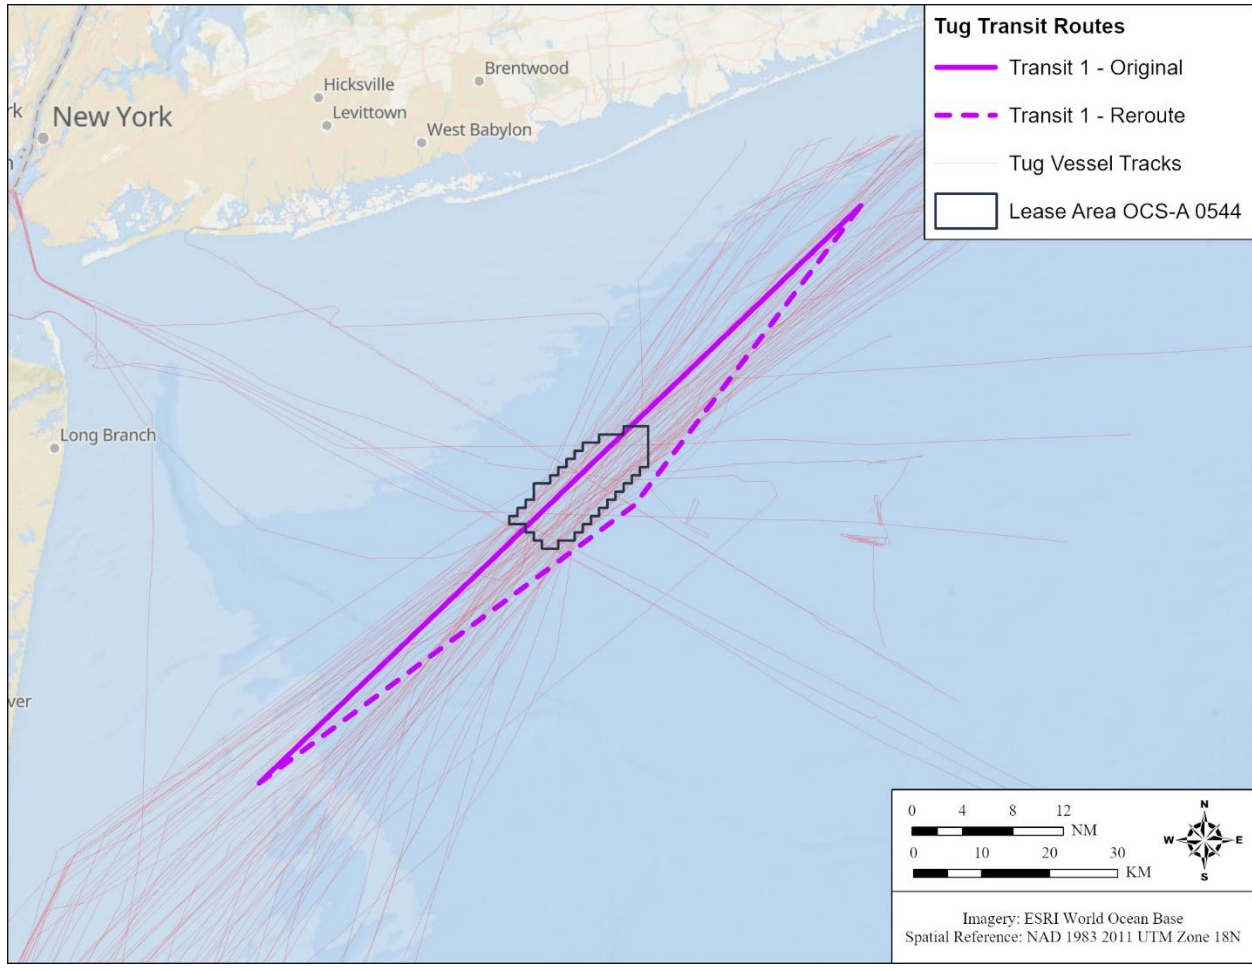 Tug Transit Routes
Transit 1 - Original
Transit 1 - Reroute
Tug Vessel Tracks
Lease Area OCS-A 0544
Brentwood
Hicksville
Levittown
rk
New York
West Babylon
n
Long Branch
ver
0 4 8 12
NM
0 10 20 30
KM
N
W E
S
Imagery: ESRI World Ocean Base
Spatial Reference: NAD 1983 2011 UTM Zone 18N